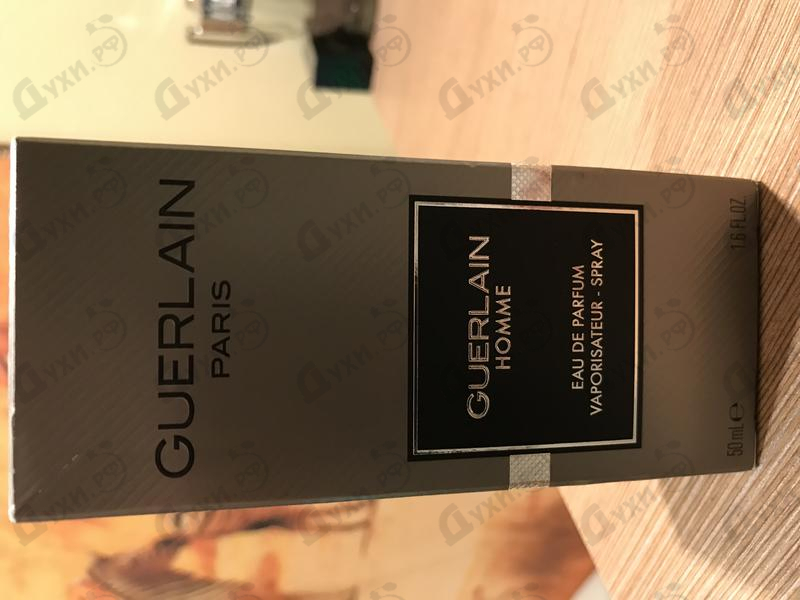 GUERLAIN
PARIS
GUERLAIN
HOMME
EAU DE PARFUM
VAPORISATEUR - SPRAY
50 mL e 1.6 FL.OZ.
Духи.рф